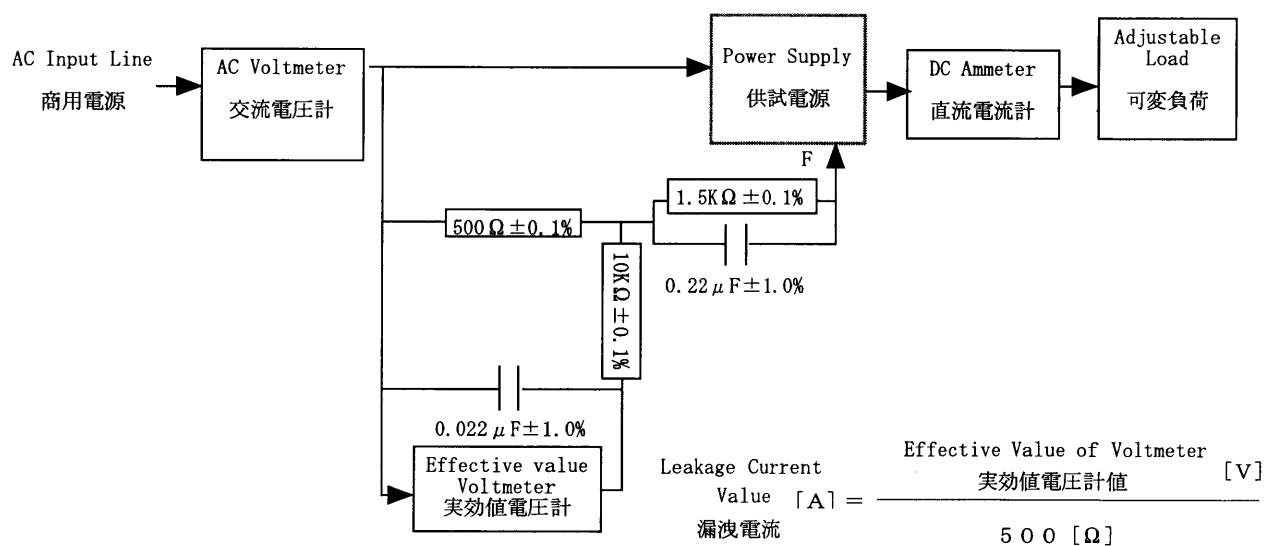 AC Input Line
商用電源
AC Voltmeter
交流電圧計
Power Supply
供試電源
DC Ammeter
直流電流計
Adjustable
Load
可変負荷
F
1.5KΩ±0.1%
500Ω±0.1%
0.22μF±1.0%
10KΩ±0.1%
0.022μF±1.0%
Effective value
Voltmeter
実効値電圧計
Leakage Current
Value [A] =
漏洩電流
Effective Value of Voltmeter
実効値電圧計値 [V]
500 [Ω]